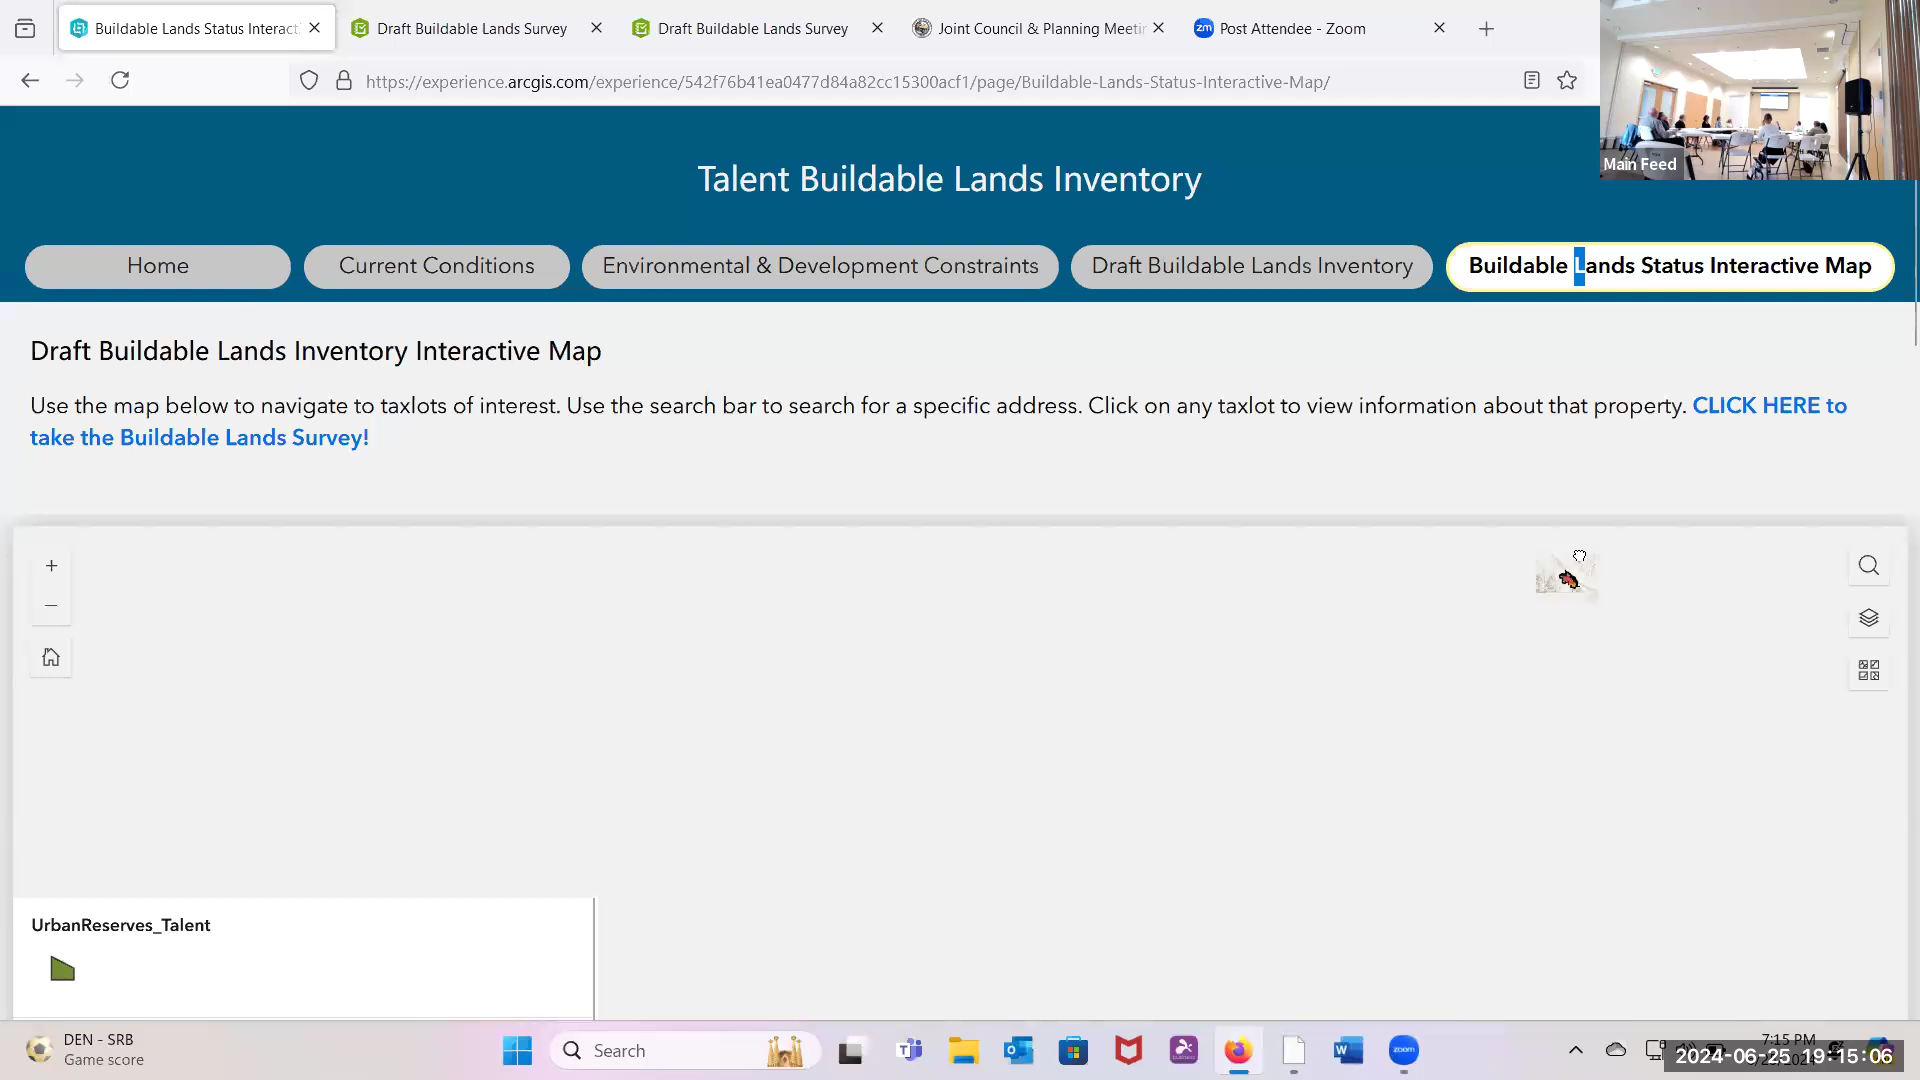 Buildable Lands Status Interact
Draft Buildable Lands Survey
Draft Buildable Lands Survey
Joint Council & Planning Meetin
zm
Post Attendee - Zoom
https://experience.arcgis.com/experience/542f76b41ea0477d84a82cc15300acf1/page/Buildable-Lands-Status-Interactive-Map/
Main Feed
Talent Buildable Lands Inventory
Home
Current Conditions
Environmental & Development Constraints
Draft Buildable Lands Inventory
Buildable Lands Status Interactive Map
Draft Buildable Lands Inventory Interactive Map
Use the map below to navigate to taxlots of interest. Use the search bar to search for a specific address. Click on any taxlot to view information about that property. CLICK HERE to
take the Buildable Lands Survey!
UrbanReserves_Talent
DEN - SRB
Game score
Search
zoom
7:15 PM
2024-06-25 19:15:06